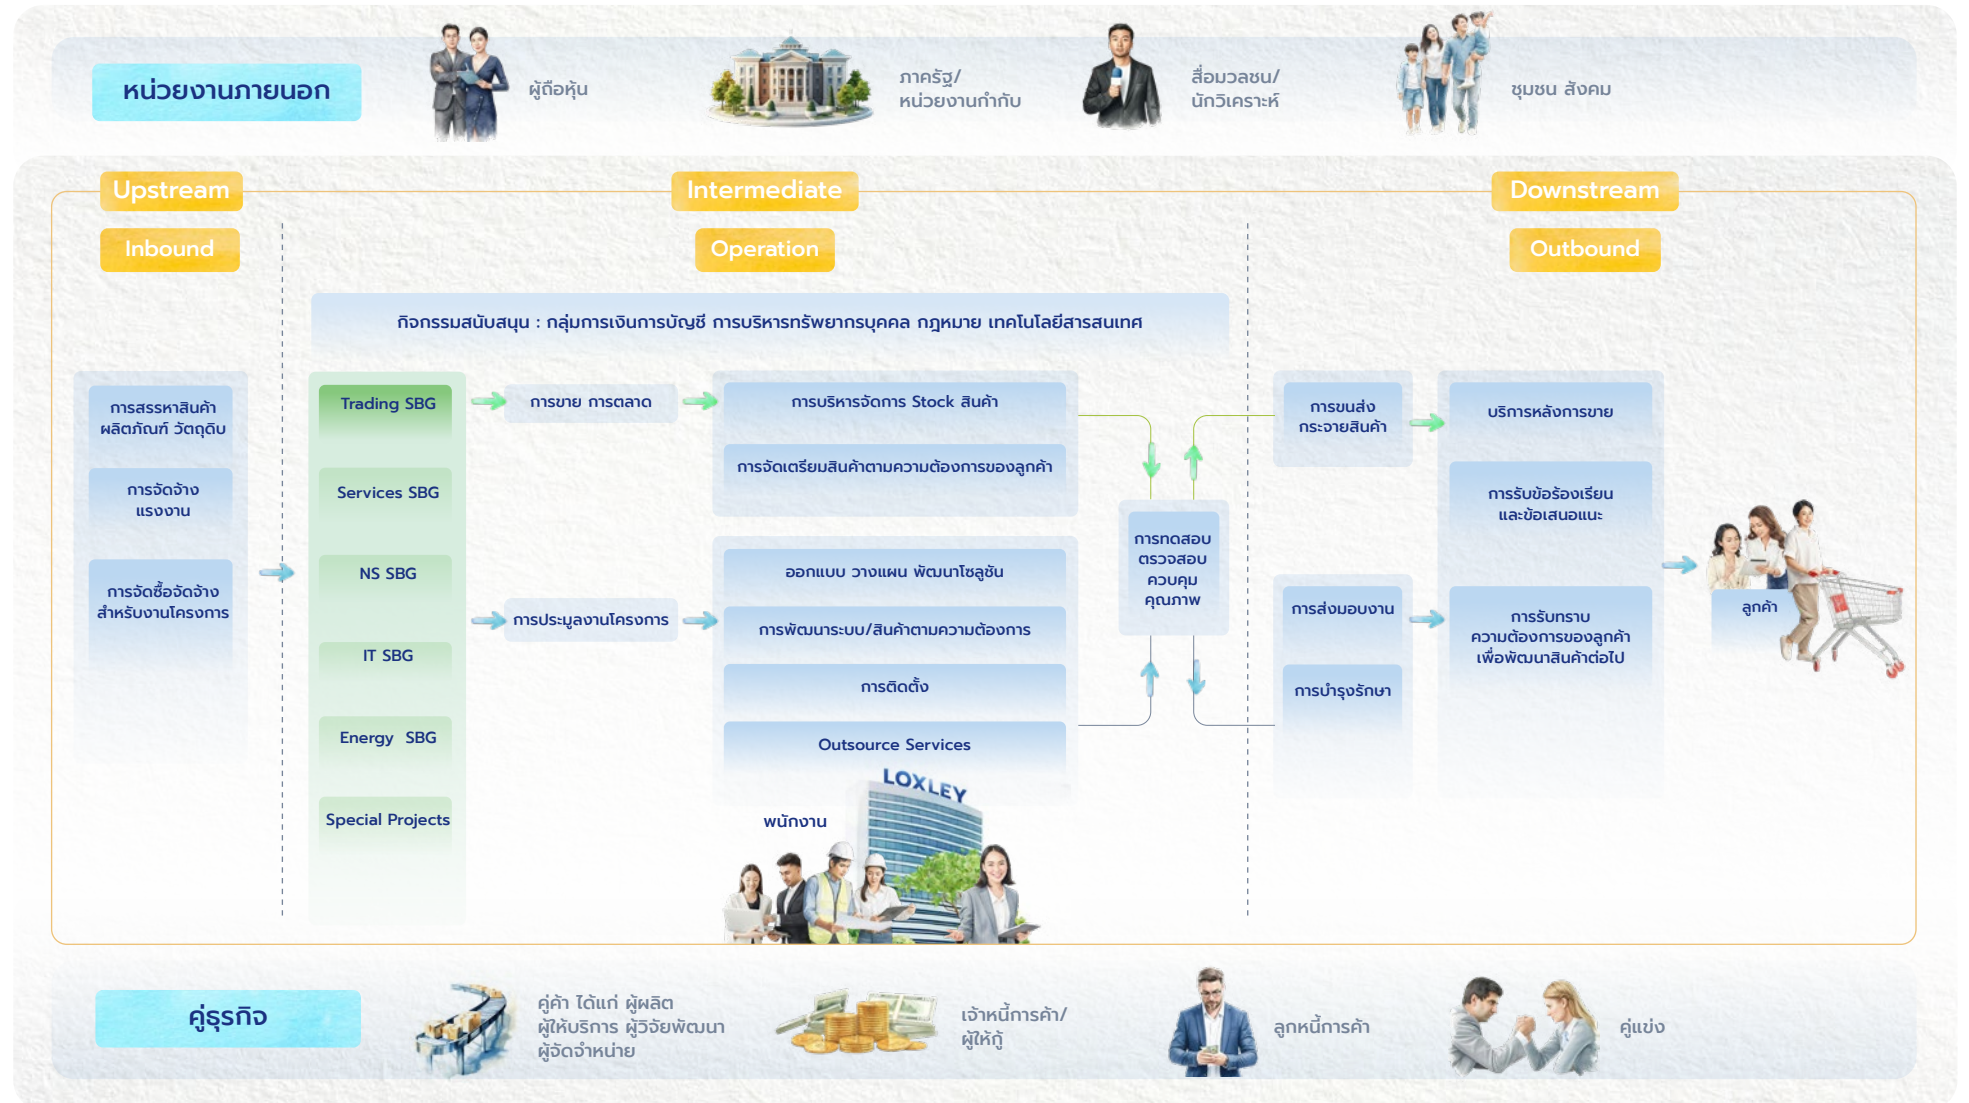 หน่วยงานภายนอก
ผู้ถือหุ้น
ภาครัฐ/
หน่วยงานกำกับ
สื่อมวลชน/
นักวิเคราะห์
ชุมชน สังคม
Upstream
Intermediate
Downstream
Inbound
Operation
Outbound
กิจกรรมสนับสนุน : กลุ่มการเงินการบัญชี การบริหารทรัพยากรบุคคล กฎหมาย เทคโนโลยีสารสนเทศ
การสรรหาสินค้า
ผลิตภัณฑ์ วัตถุดิบ
การจัดจ้าง
แรงงาน
การจัดซื้อจัดจ้าง
สำหรับงานโครงการ
Trading SBG
Services SBG
NS SBG
IT SBG
Energy SBG
Special Projects
การขาย การตลาด
การประมูลงานโครงการ
การบริหารจัดการ Stock สินค้า
การจัดเตรียมสินค้าตามความต้องการของลูกค้า
ออกแบบ วางแผน พัฒนาโซลูชัน
การพัฒนาระบบ/สินค้าตามความต้องการ
การติดตั้ง
Outsource Services
LOXLEY
พนักงาน
การทดสอบ
ตรวจสอบ
ควบคุม
คุณภาพ
การขนส่ง
กระจายสินค้า
การส่งมอบงาน
การบำรุงรักษา
บริการหลังการขาย
การรับข้อร้องเรียน
และข้อเสนอแนะ
การรับทราบ
ความต้องการของลูกค้า
เพื่อพัฒนาสินค้าต่อไป
ลูกค้า
คู่ธุรกิจ
คู่ค้า ได้แก่ ผู้ผลิต
ผู้ให้บริการ ผู้วิจัยพัฒนา
ผู้จัดจำหน่าย
เจ้าหนี้การค้า/
ผู้ให้กู้
ลูกหนี้การค้า
คู่แข่ง